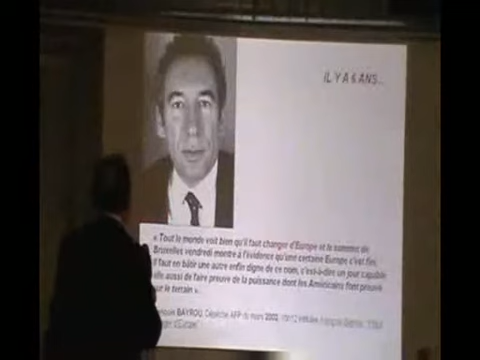 IL Y A 6 ANS...
« Tout le monde voit bien qu'il faut changer d'Europe et le sommet de
Bruxelles vendredi montre à l'évidence qu'une certaine Europe c'est fini,
il faut en bâtir une autre enfin digne de ce nom, c'est-à-dire un jour capable
elle aussi de faire preuve de la puissance dont les Américains font preuve
sur le terrain ».
François BAYROU, Dépêche AFP du mars 2003,